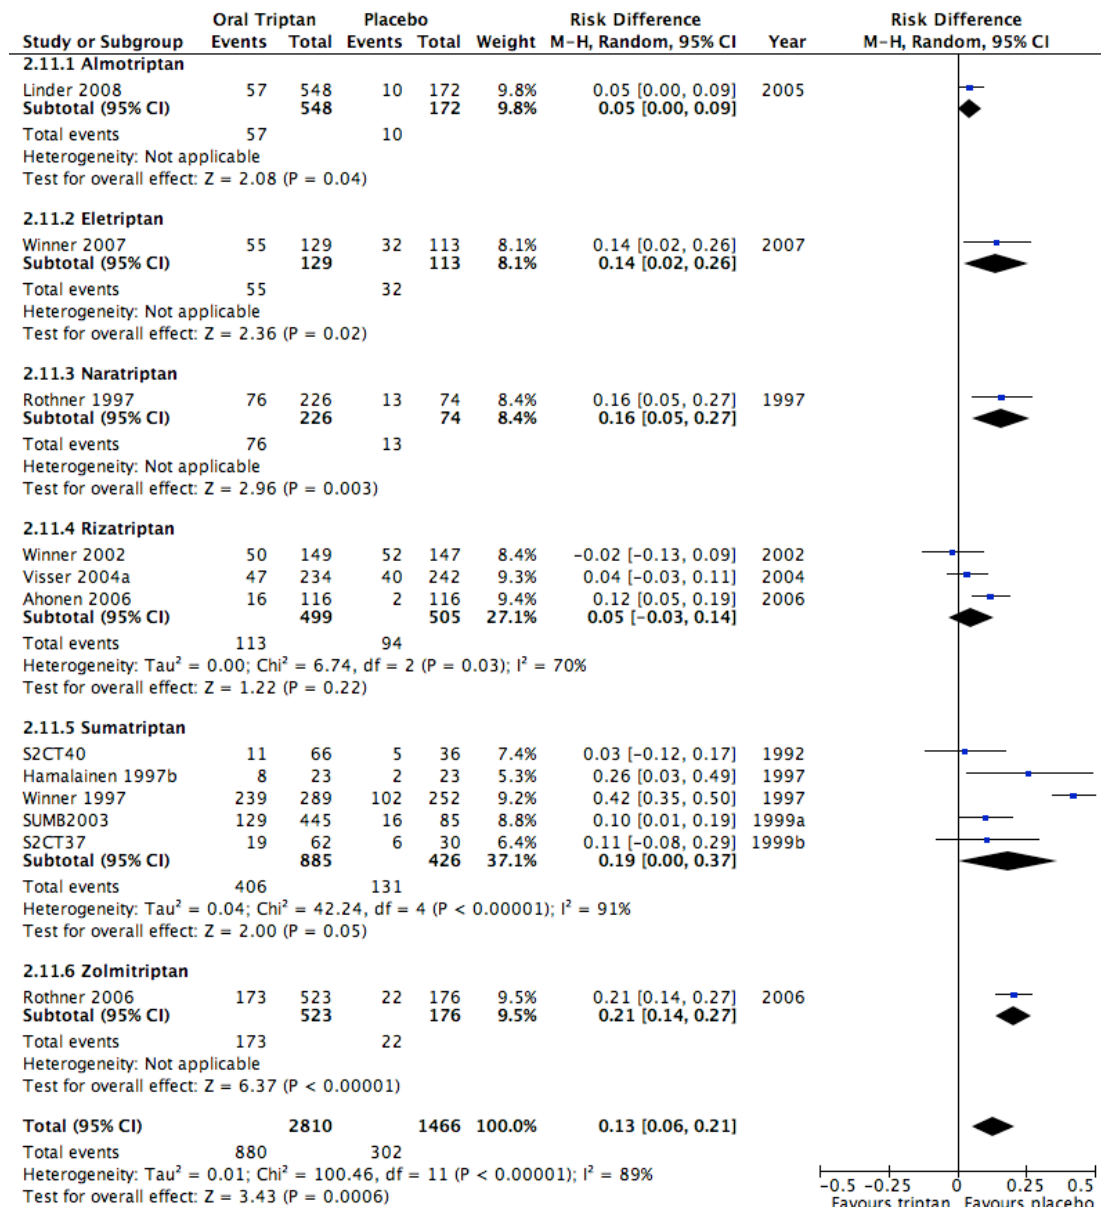 Oral Triptan Placebo Risk Difference Risk Difference
Study or Subgroup Events Total Events Total Weight M-H, Random, 95% CI Year M-H, Random, 95% CI
2.11.1 Almotriptan
Linder 2008 57 548 10 172 9.8% 0.05 [0.00, 0.09] 2005
Subtotal (95% CI) 548 172 9.8% 0.05 [0.00, 0.09]
Total events 57 10
Heterogeneity: Not applicable
Test for overall effect: Z = 2.08 (P = 0.04)
2.11.2 Eletriptan
Winner 2007 55 129 32 113 8.1% 0.14 [0.02, 0.26] 2007
Subtotal (95% CI) 129 113 8.1% 0.14 [0.02, 0.26]
Total events 55 32
Heterogeneity: Not applicable
Test for overall effect: Z = 2.36 (P = 0.02)
2.11.3 Naratriptan
Rothner 1997 76 226 13 74 8.4% 0.16 [0.05, 0.27] 1997
Subtotal (95% CI) 226 74 8.4% 0.16 [0.05, 0.27]
Total events 76 13
Heterogeneity: Not applicable
Test for overall effect: Z = 2.96 (P = 0.003)
2.11.4 Rizatriptan
Winner 2002 50 149 52 147 8.4% -0.02 [-0.13, 0.09] 2002
Visser 2004a 47 234 40 242 9.3% 0.04 [-0.03, 0.11] 2004
Ahonen 2006 16 116 2 116 9.4% 0.12 [0.05, 0.19] 2006
Subtotal (95% CI) 499 505 27.1% 0.05 [-0.03, 0.14]
Total events 113 94
Heterogeneity: Tau² = 0.00; Chi² = 6.74, df = 2 (P = 0.03); I² = 70%
Test for overall effect: Z = 1.22 (P = 0.22)
2.11.5 Sumatriptan
S2CT40 11 66 5 36 7.4% 0.03 [-0.12, 0.17] 1992
Hamalainen 1997b 8 23 2 23 5.3% 0.26 [0.03, 0.49] 1997
Winner 1997 239 289 102 252 9.2% 0.42 [0.35, 0.50] 1997
SUMB2003 129 445 16 85 8.8% 0.10 [0.01, 0.19] 1999a
S2CT37 19 62 6 30 6.4% 0.11 [-0.08, 0.29] 1999b
Subtotal (95% CI) 885 426 37.1% 0.19 [0.00, 0.37]
Total events 406 131
Heterogeneity: Tau² = 0.04; Chi² = 42.24, df = 4 (P < 0.00001); I² = 91%
Test for overall effect: Z = 2.00 (P = 0.05)
2.11.6 Zolmitriptan
Rothner 2006 173 523 22 176 9.5% 0.21 [0.14, 0.27] 2006
Subtotal (95% CI) 523 176 9.5% 0.21 [0.14, 0.27]
Total events 173 22
Heterogeneity: Not applicable
Test for overall effect: Z = 6.37 (P < 0.00001)
Total (95% CI) 2810 1466 100.0% 0.13 [0.06, 0.21]
Total events 880 302
Heterogeneity: Tau² = 0.01; Chi² = 100.46, df = 11 (P < 0.00001); I² = 89%
Test for overall effect: Z = 3.43 (P = 0.0006)
-0.5 -0.25 0 0.25 0.5
Favours triptan Favours placebo